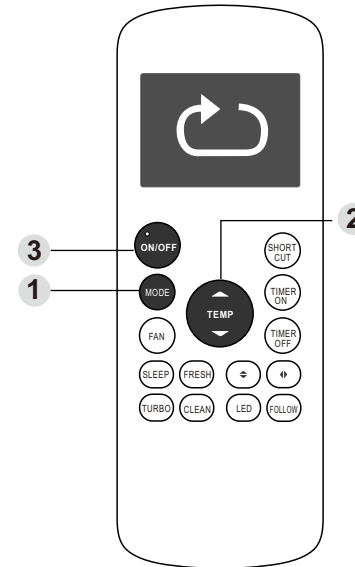 3
ON/OFF
2
SHORT
CUT
1
MODE
TEMP
TIMER
ON
FAN
TIMER
OFF
SLEEP
FRESH
TURBO
CLEAN
LED
FOLLOW